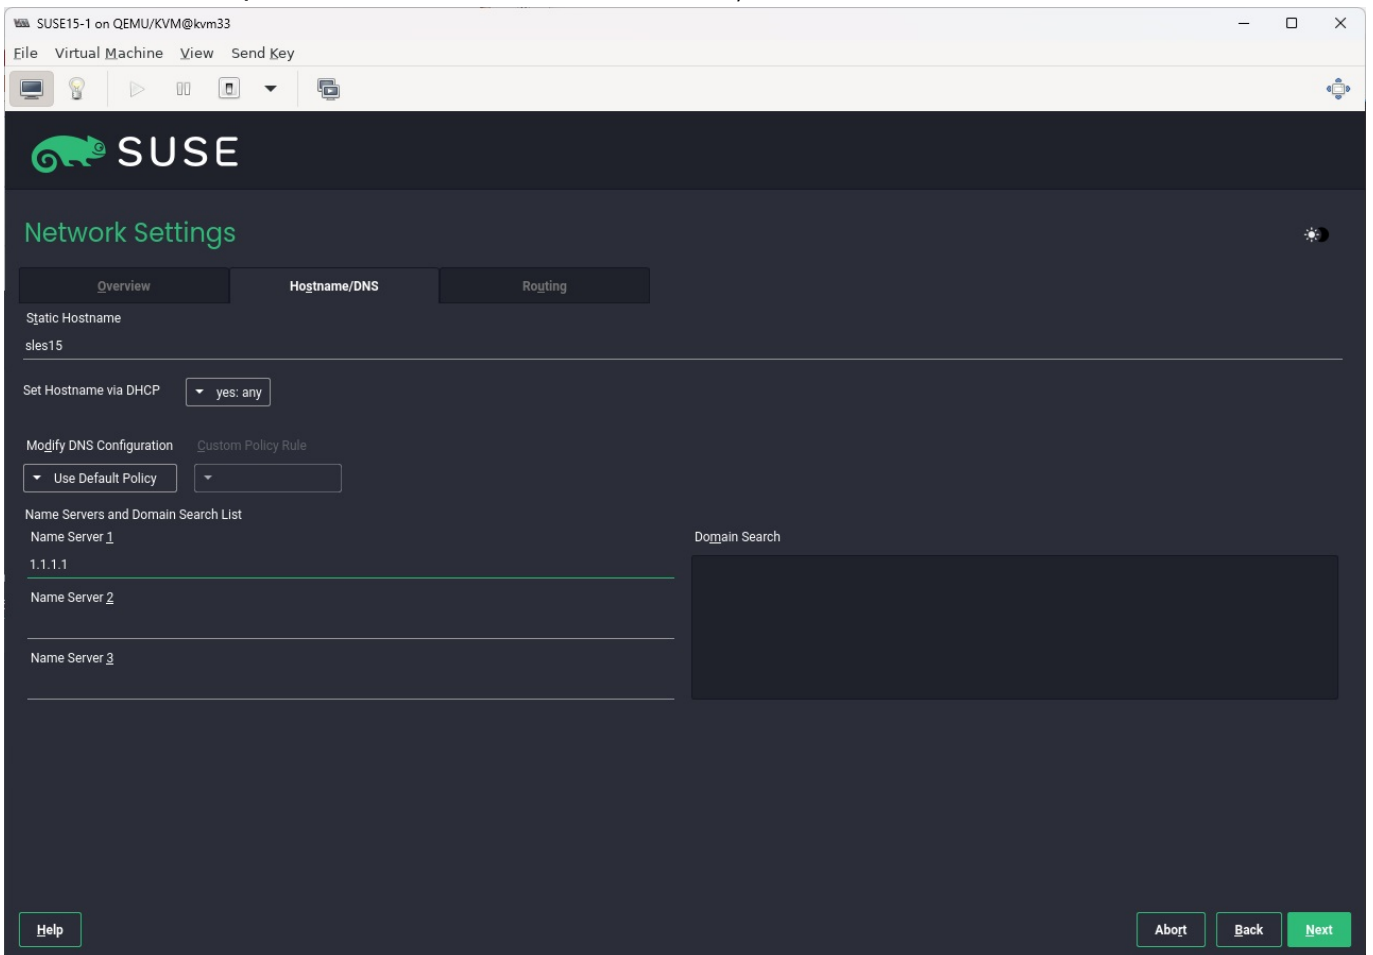 SUSE15-1 on QEMU/KVM@kvm33
File Virtual Machine View Send Key
SUSE
Network Settings
Overview Hostname/DNS Routing
Static Hostname
sles15
Set Hostname via DHCP yes: any
Modify DNS Configuration Custom Policy Rule
Use Default Policy
Name Servers and Domain Search List
Name Server 1 Domain Search
1.1.1.1
Name Server 2
Name Server 3
Help Abort Back Next